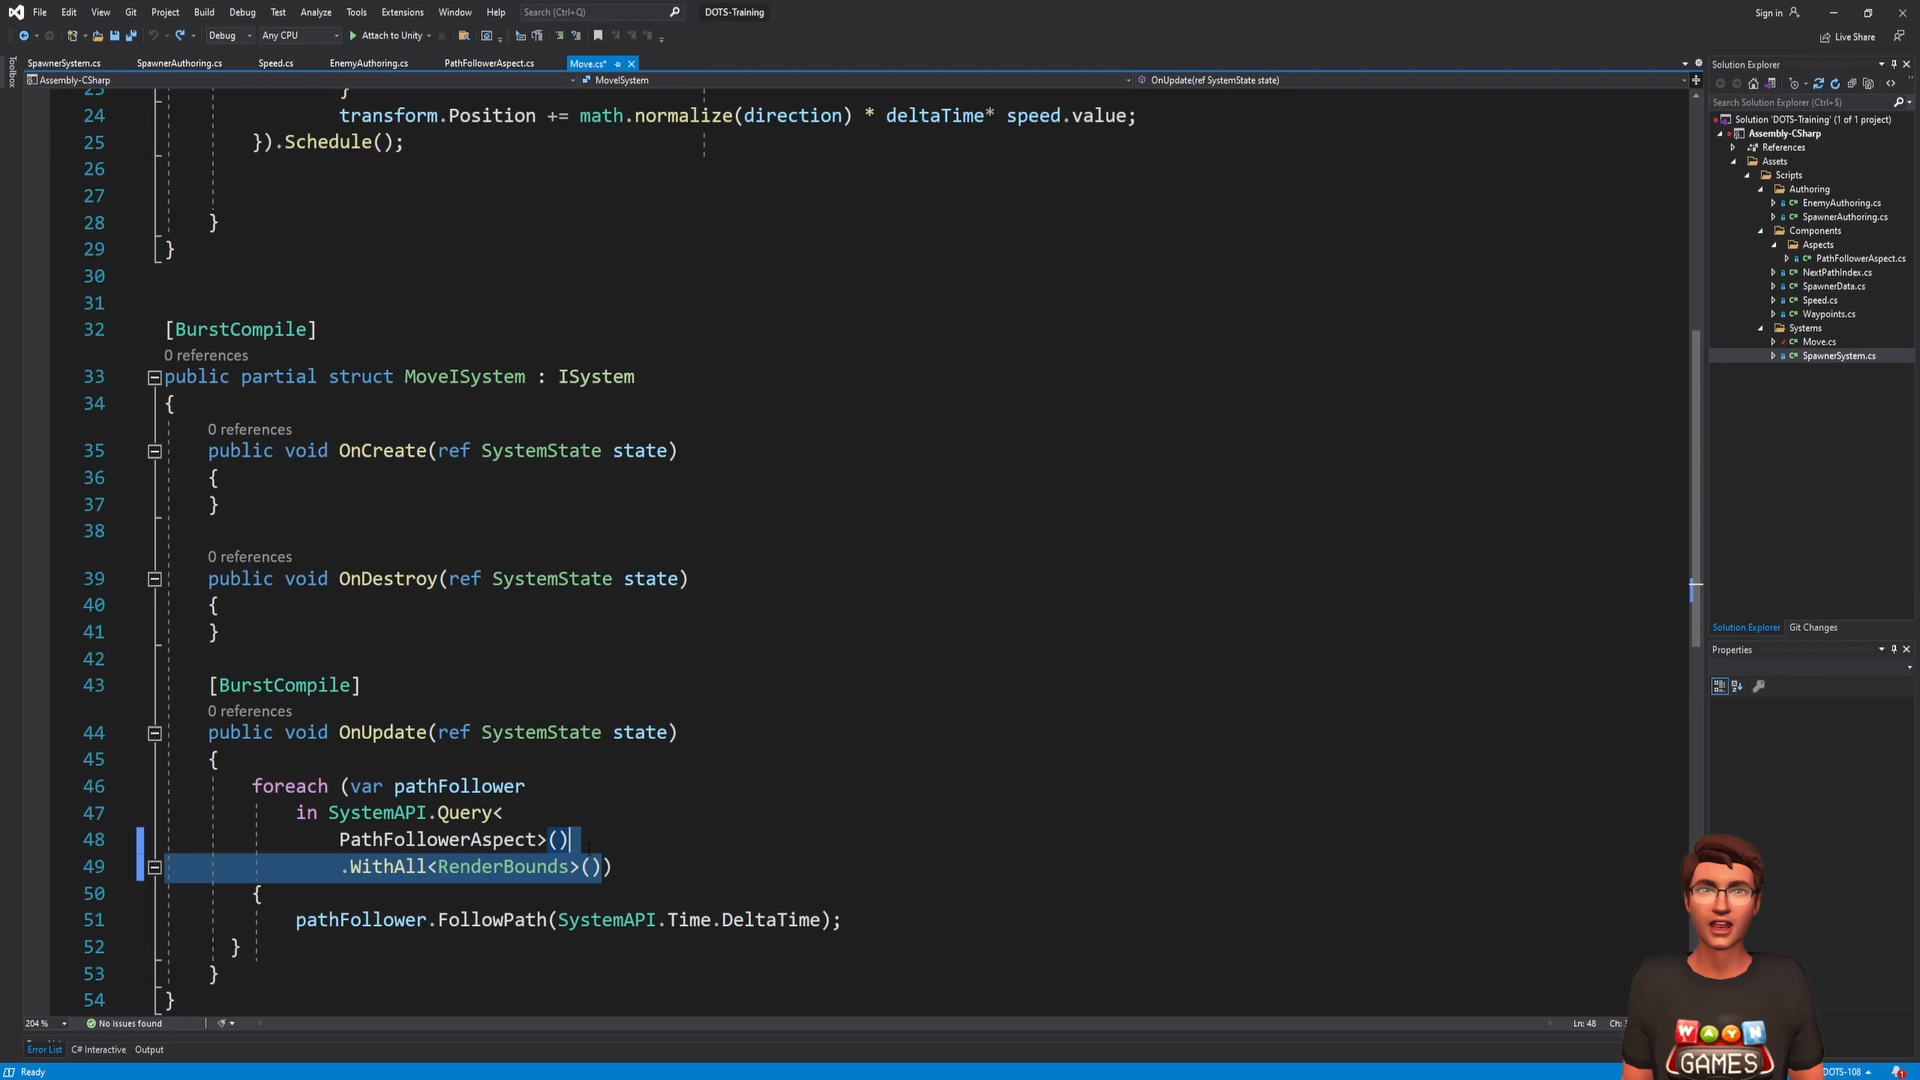 File Edit View Git Project Build Debug Test Analyze Tools Extensions Window Help Search (Ctrl+Q) DOTS-Training Sign in
Debug Any CPU Attach to Unity Live Share
SpawnerSystem.cs SpawnerAuthoring.cs Speed.cs EnemyAuthoring.cs PathFollowerAspect.cs Move.cs*
Assembly-CSharp MoveISystem OnUpdate(ref SystemState state)
Toolbox
23 }
24 transform.Position += math.normalize(direction) * deltaTime* speed.value;
25 }).Schedule();
26
27
28 }
29 }
30
31
32 [BurstCompile]
0 references
33 public partial struct MoveISystem : ISystem
34 {
0 references
35 public void OnCreate(ref SystemState state)
36 {
37 }
38
0 references
39 public void OnDestroy(ref SystemState state)
40 {
41 }
42
43 [BurstCompile]
0 references
44 public void OnUpdate(ref SystemState state)
45 {
46 foreach (var pathFollower
47 in SystemAPI.Query<
48 PathFollowerAspect>()
49 .WithAll<RenderBounds>())
50 {
51 pathFollower.FollowPath(SystemAPI.Time.DeltaTime);
52 }
53 }
54 }
204 % No issues found Ln: 48 Ch:
Error List C# Interactive Output
Ready DOTS-108 1
Solution Explorer
Search Solution Explorer (Ctrl+$)
Solution 'DOTS-Training' (1 of 1 project)
Assembly-CSharp
References
Assets
Scripts
Authoring
EnemyAuthoring.cs
SpawnerAuthoring.cs
Components
Aspects
PathFollowerAspect.cs
NextPathIndex.cs
SpawnerData.cs
Speed.cs
Waypoints.cs
Systems
Move.cs
SpawnerSystem.cs
Solution Explorer Git Changes
Properties
WAYN
GAMES